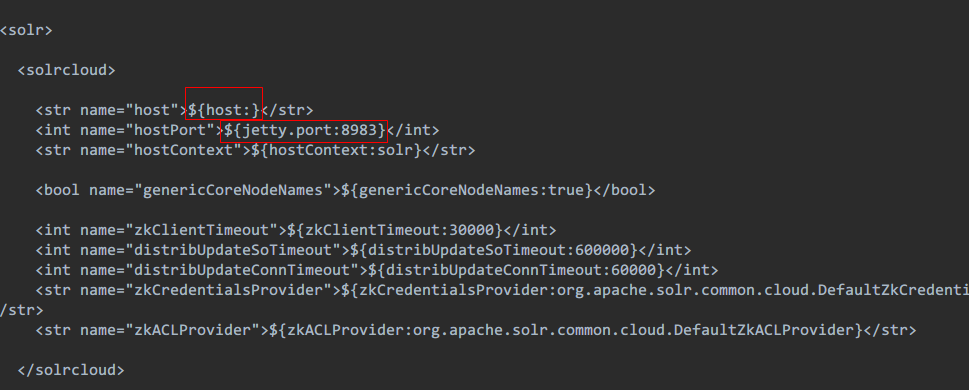 <solr>
<solrcloud>
<str name="host">${host:}</str>
<int name="hostPort">${jetty.port:8983}</int>
<str name="hostContext">${hostContext:solr}</str>
<bool name="genericCoreNodeNames">${genericCoreNodeNames:true}</bool>
<int name="zkClientTimeout">${zkClientTimeout:30000}</int>
<int name="distribUpdateSoTimeout">${distribUpdateSoTimeout:600000}</int>
<int name="distribUpdateConnTimeout">${distribUpdateConnTimeout:60000}</int>
<str name="zkCredentialsProvider">${zkCredentialsProvider:org.apache.solr.common.cloud.DefaultZkCredenti
/str>
<str name="zkACLProvider">${zkACLProvider:org.apache.solr.common.cloud.DefaultZkACLProvider}</str>
</solrcloud>